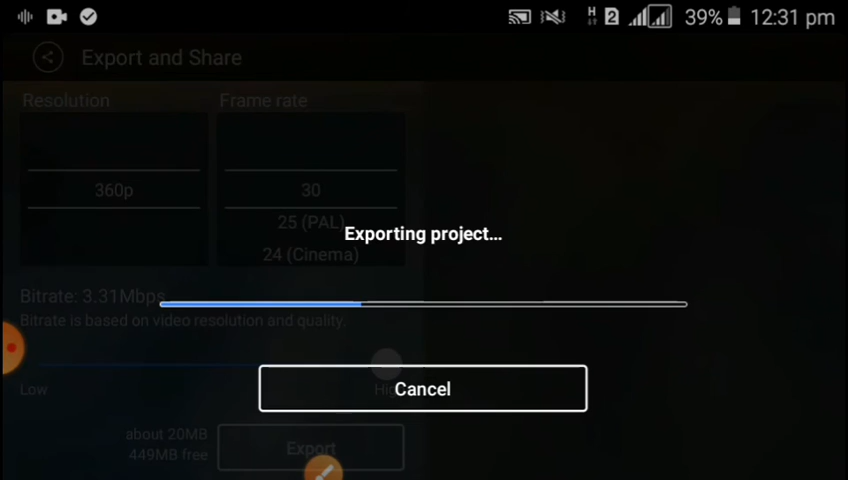 39% 12:31 pm
Export and Share
Resolution Frame rate
360p 30
25 (PAL)
24 (Cinema)
Exporting project...
Bitrate: 3.31Mbps
Bitrate is based on video resolution and quality.
Low
Cancel
about 20MB
449MB free
Export